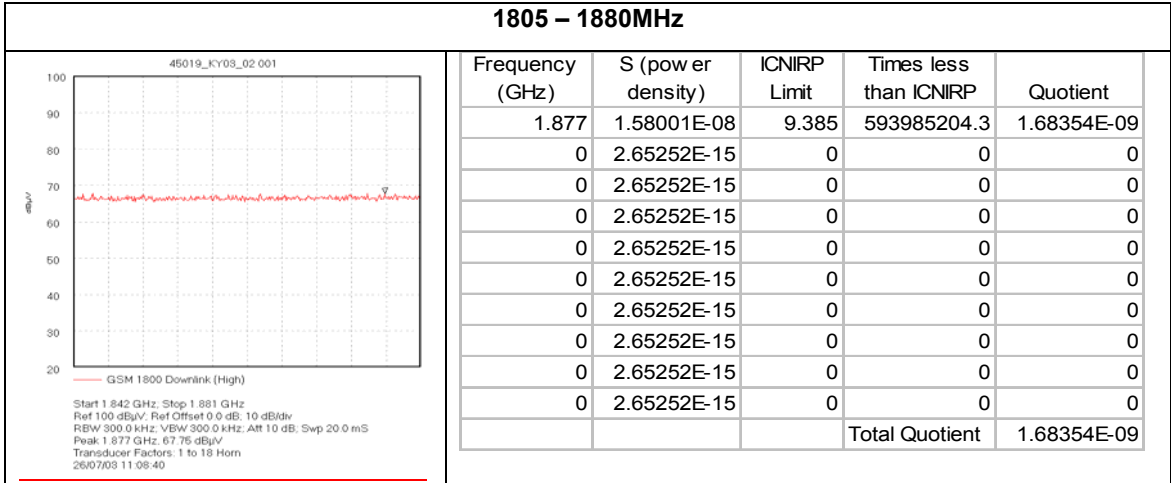 1805 – 1880MHz
45019_KY03_02 001
100
90
80
70
60
50
40
30
20
dBµV
GSM 1800 Downlink (High)
Start 1.842 GHz; Stop 1.881 GHz
Ref 100 dBµV; Ref Offset 0.0 dB; 10 dB/div
RBW 300.0 kHz; VBW 300.0 kHz; Att 10 dB; Swp 20.0 mS
Peak 1.877 GHz, 67.75 dBµV
Transducer Factors: 1 to 18 Horn
26/07/03 11:08:40
Frequency (GHz) S (pow er density) ICNIRP Limit Times less than ICNIRP Quotient
1.877 1.58001E-08 9.385 593985204.3 1.68354E-09
0 2.65252E-15 0 0 0
0 2.65252E-15 0 0 0
0 2.65252E-15 0 0 0
0 2.65252E-15 0 0 0
0 2.65252E-15 0 0 0
0 2.65252E-15 0 0 0
0 2.65252E-15 0 0 0
0 2.65252E-15 0 0 0
0 2.65252E-15 0 0 0
Total Quotient 1.68354E-09